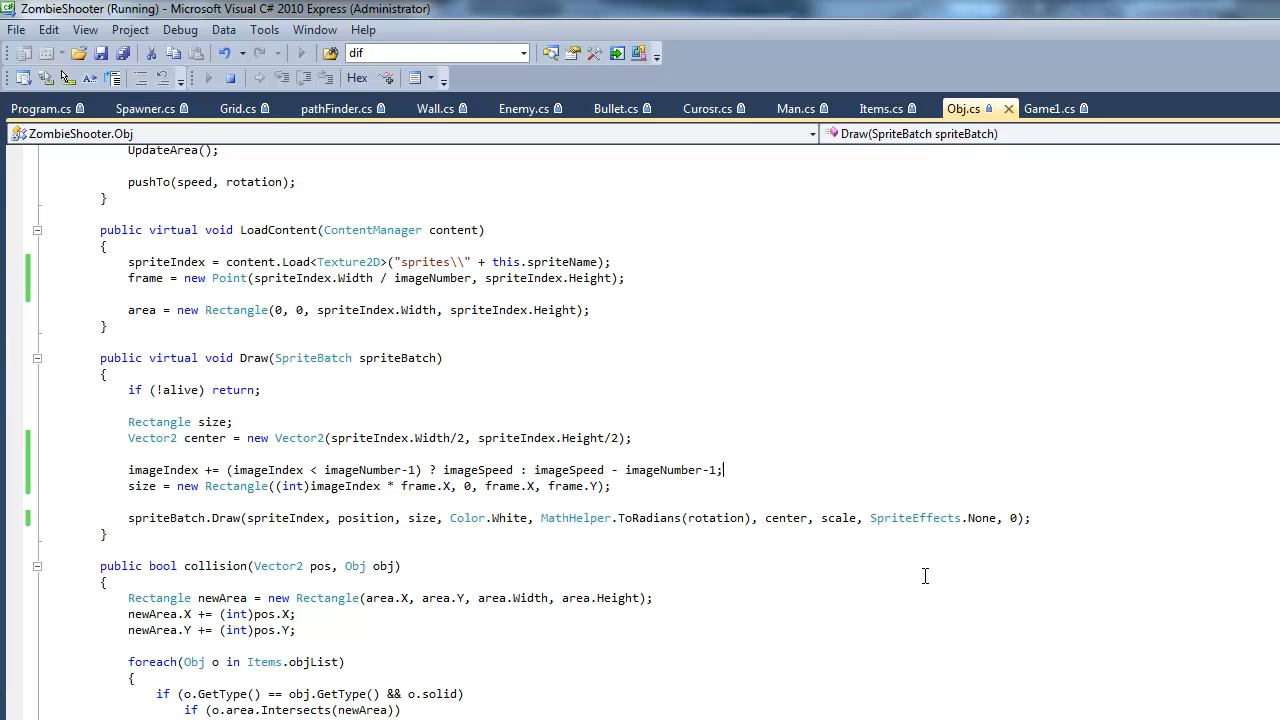 ZombieShooter (Running) - Microsoft Visual C# 2010 Express (Administrator)
File Edit View Project Debug Data Tools Window Help
dif
Hex
Program.cs Spawner.cs Grid.cs pathFinder.cs Wall.cs Enemy.cs Bullet.cs Curosr.cs Man.cs Items.cs Obj.cs Game1.cs
ZombieShooter.Obj Draw(SpriteBatch spriteBatch)
UpdateArea();
pushTo(speed, rotation);
}
public virtual void LoadContent(ContentManager content)
{
spriteIndex = content.Load<Texture2D>("sprites\\" + this.spriteName);
frame = new Point(spriteIndex.Width / imageNumber, spriteIndex.Height);
area = new Rectangle(0, 0, spriteIndex.Width, spriteIndex.Height);
}
public virtual void Draw(SpriteBatch spriteBatch)
{
if (!alive) return;
Rectangle size;
Vector2 center = new Vector2(spriteIndex.Width/2, spriteIndex.Height/2);
imageIndex += (imageIndex < imageNumber-1) ? imageSpeed : imageSpeed - imageNumber-1;
size = new Rectangle((int)imageIndex * frame.X, 0, frame.X, frame.Y);
spriteBatch.Draw(spriteIndex, position, size, Color.White, MathHelper.ToRadians(rotation), center, scale, SpriteEffects.None, 0);
}
public bool collision(Vector2 pos, Obj obj)
{
Rectangle newArea = new Rectangle(area.X, area.Y, area.Width, area.Height);
newArea.X += (int)pos.X;
newArea.Y += (int)pos.Y;
foreach(Obj o in Items.objList)
{
if (o.GetType() == obj.GetType() && o.solid)
if (o.area.Intersects(newArea))